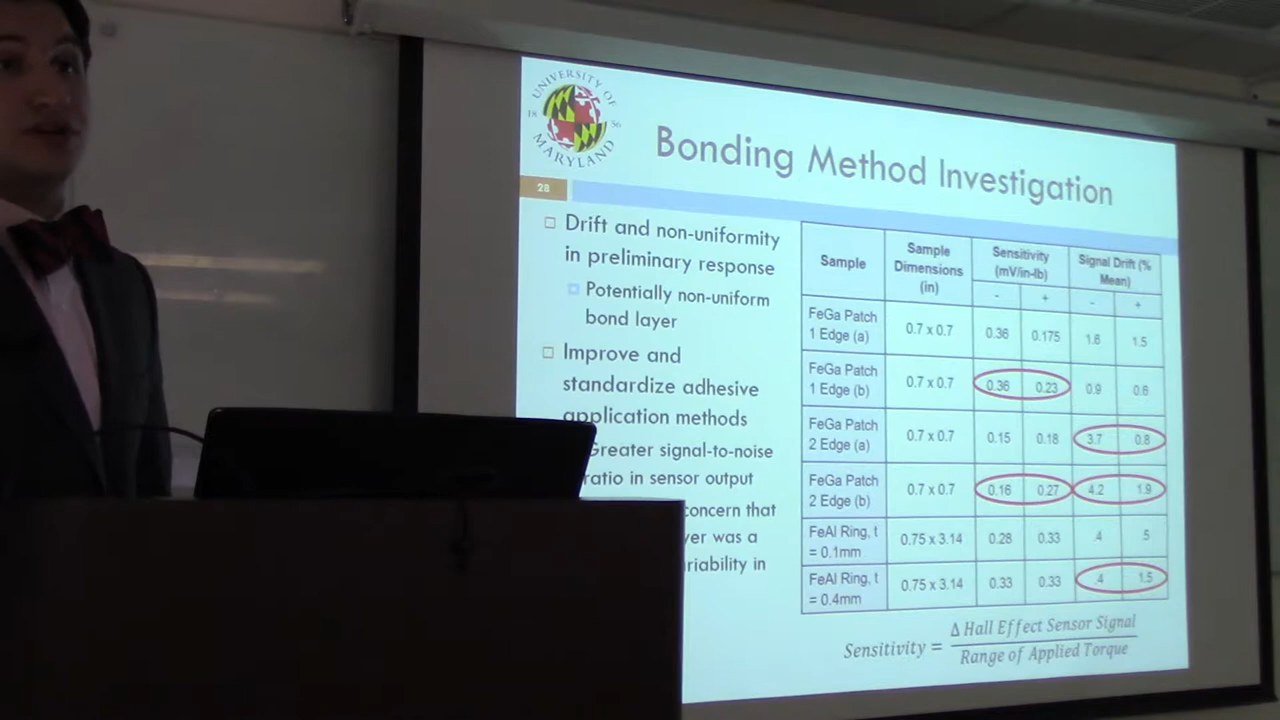 UNIVERSITY OF
18 56
MARYLAND
Bonding Method Investigation
28
Drift and non-uniformity
in preliminary response
Potentially non-uniform
bond layer
Improve and
standardize adhesive
application methods
Greater signal-to-noise
ratio in sensor output
concern that
was a
in
Sample
Sample
Dimensions
(in)
Sensitivity
(mV/in-lb)
Signal Drift (%
Mean)
- + - +
FeGa Patch
1 Edge (a)
0.7 x 0.7 0.36 0.175 1.6 1.5
FeGa Patch
1 Edge (b)
0.7 x 0.7 0.36 0.23 0.9 0.6
FeGa Patch
2 Edge (a)
0.7 x 0.7 0.15 0.18 3.7 0.8
FeGa Patch
2 Edge (b)
0.7 x 0.7 0.16 0.27 4.2 1.9
FeAl Ring, t
= 0.1mm
0.75 x 3.14 0.28 0.33 .4 .5
FeAl Ring, t
= 0.4mm
0.75 x 3.14 0.33 0.33 .4 1.5
Sensitivity = Δ Hall Effect Sensor Signal
Range of Applied Torque